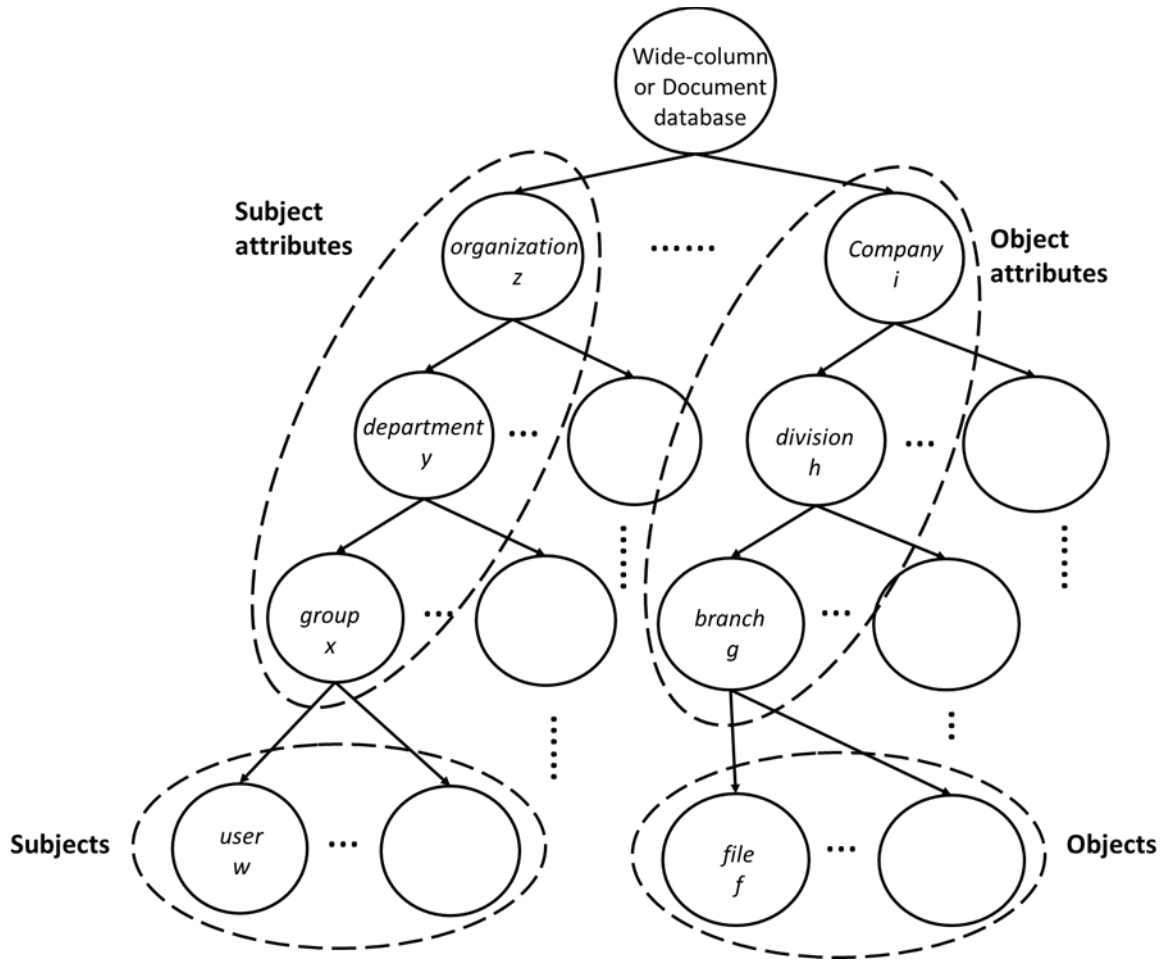 Wide-column
or Document
database
Subject
attributes
organization
z
......
Company
i
Object
attributes
department
y
...
division
h
...
group
x
...
branch
g
...
Subjects
user
w
...
file
f
...
Objects